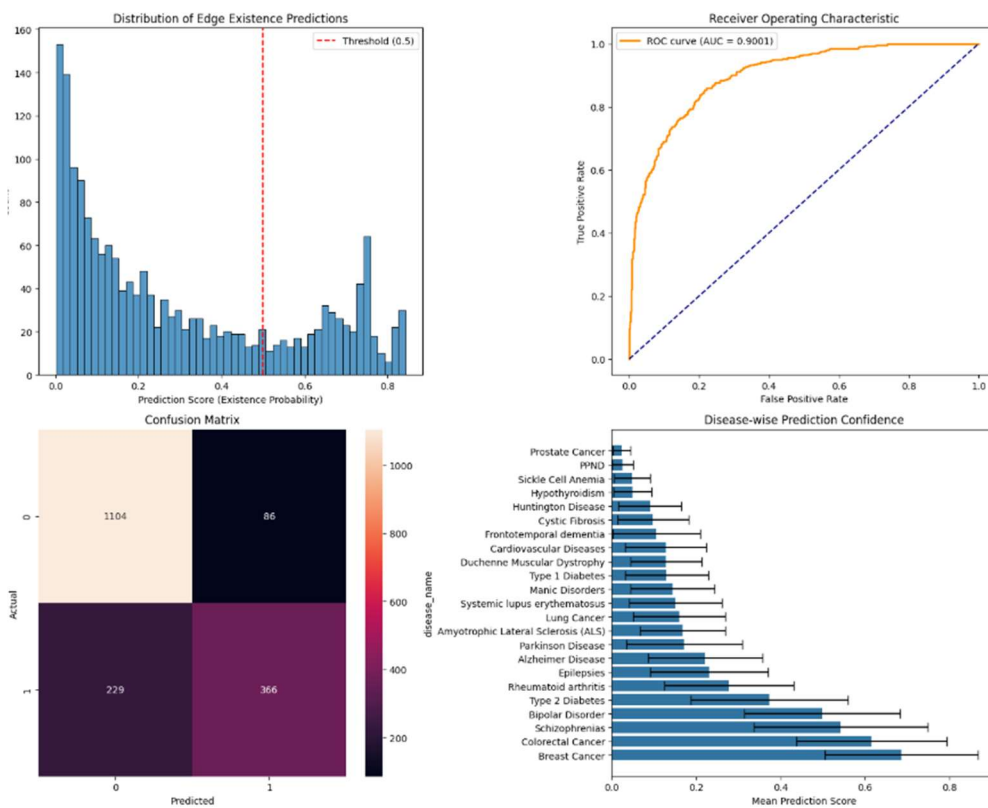 Distribution of Edge Existence Predictions
160
140
120
100
80
60
40
20
0
Threshold (0.5)
0.0 0.2 0.4 0.6 0.8
Prediction Score (Existence Probability)
Receiver Operating Characteristic
ROC curve (AUC = 0.9001)
True Positive Rate
1.0
0.8
0.6
0.4
0.2
0.0
0.0 0.2 0.4 0.6 0.8 1.0
False Positive Rate
Confusion Matrix
Actual
0
1
1104 86
229 366
0 1
Predicted
1000
800
600
400
200
Disease-wise Prediction Confidence
disease_name
Prostate Cancer
PPND
Sickle Cell Anemia
Hypothyroidism
Huntington Disease
Cystic Fibrosis
Frontotemporal dementia
Cardiovascular Diseases
Duchenne Muscular Dystrophy
Type 1 Diabetes
Manic Disorders
Systemic lupus erythematosus
Lung Cancer
Amyotrophic Lateral Sclerosis (ALS)
Parkinson Disease
Alzheimer Disease
Epilepsies
Rheumatoid arthritis
Type 2 Diabetes
Bipolar Disorder
Schizophrenias
Colorectal Cancer
Breast Cancer
0.0 0.2 0.4 0.6 0.8
Mean Prediction Score